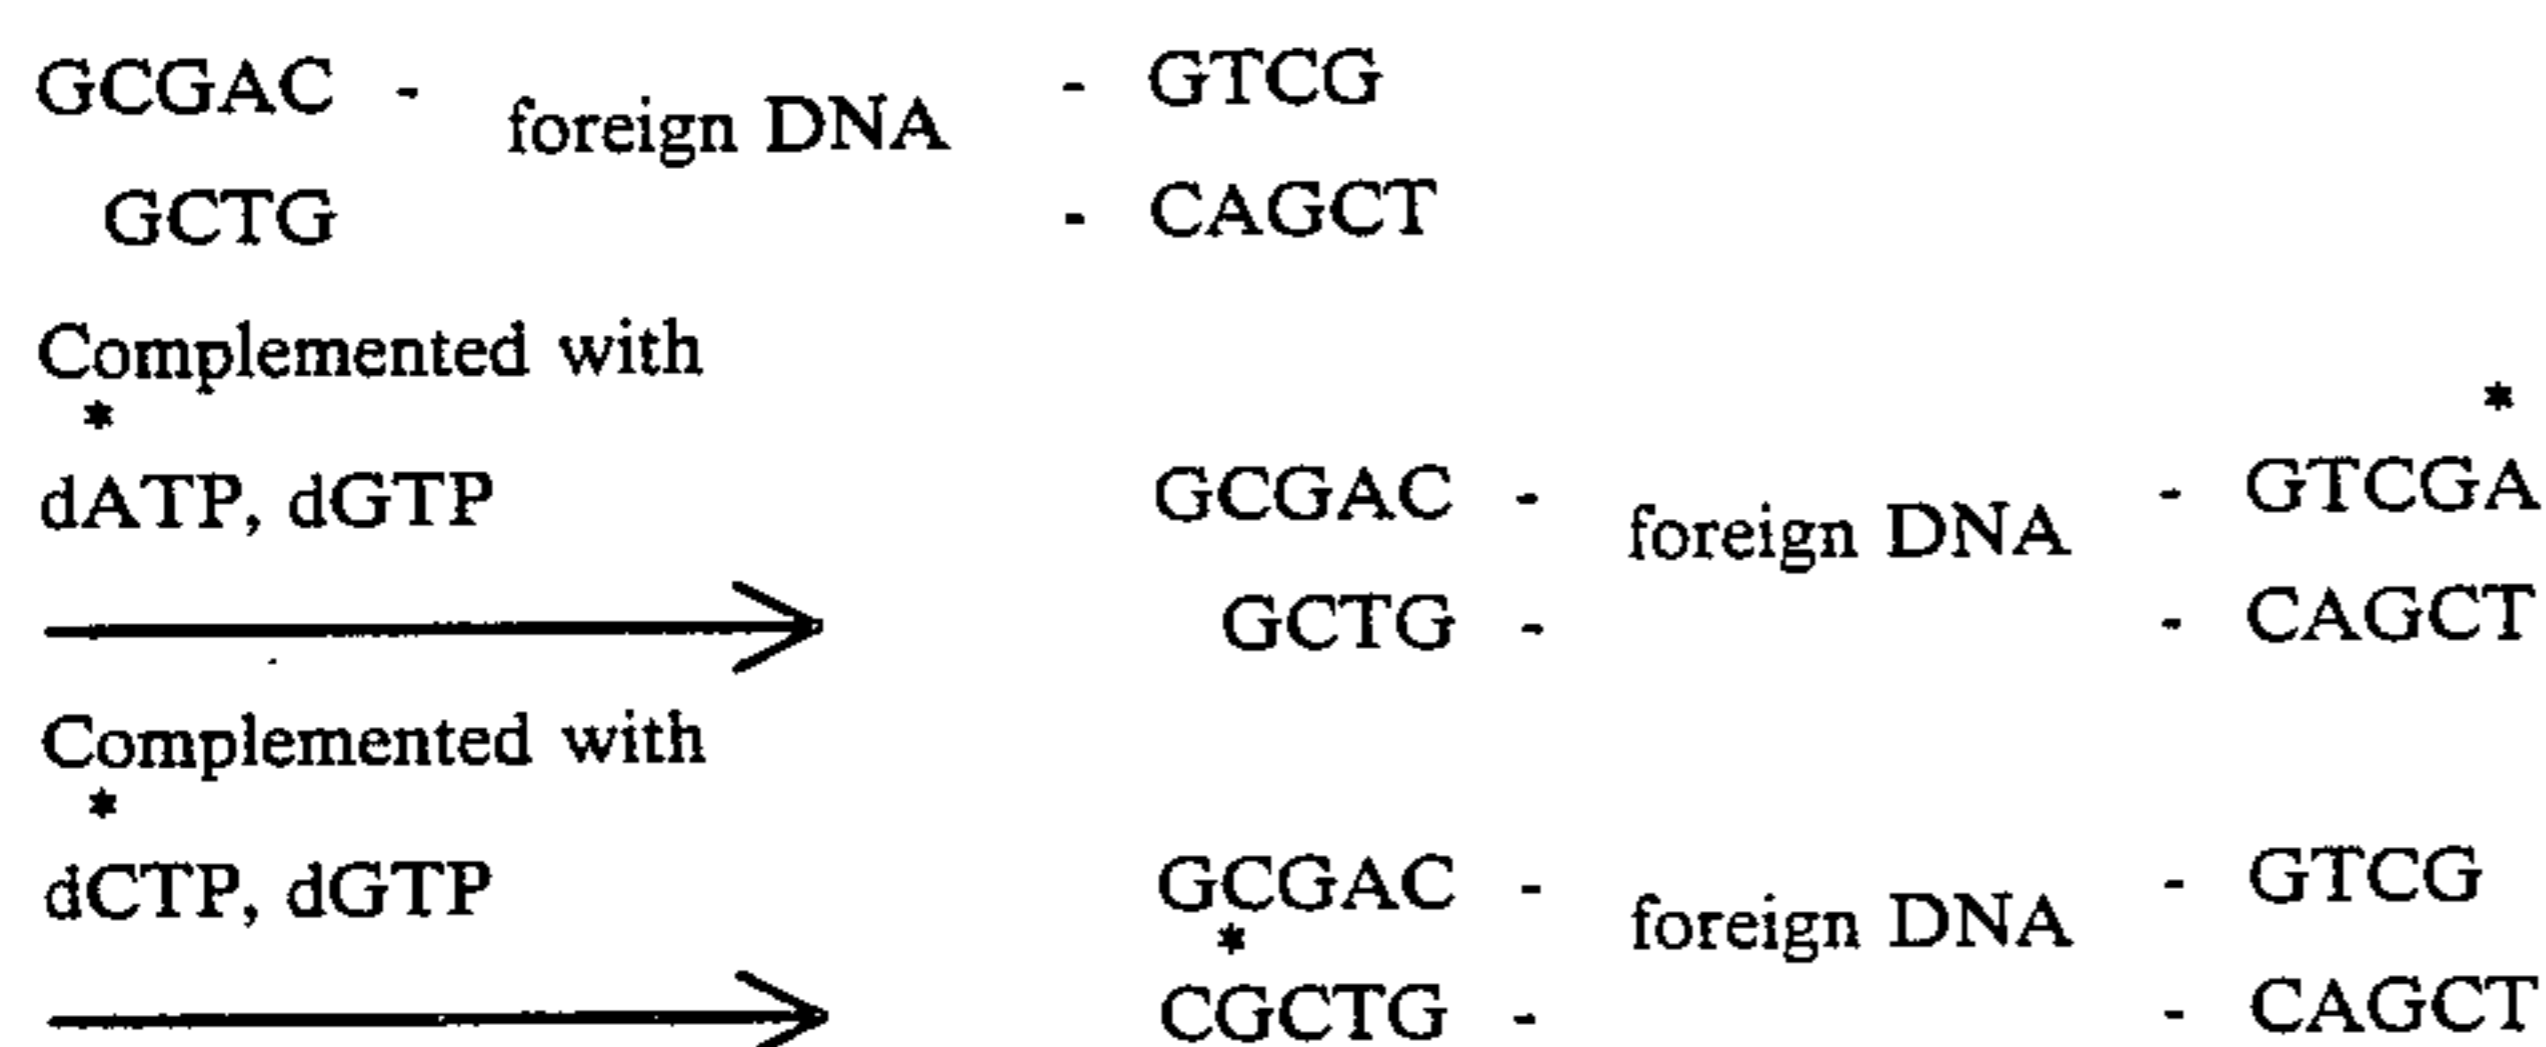 GCGAC - foreign DNA - GTCG
GCTG - CAGCT
Complemented with
* *
dATP, dGTP GCGAC - foreign DNA - GTCGA
GCTG - - CAGCT
Complemented with
*
dCTP, dGTP GCGAC - foreign DNA - GTCG
*
CGCTG - - CAGCT